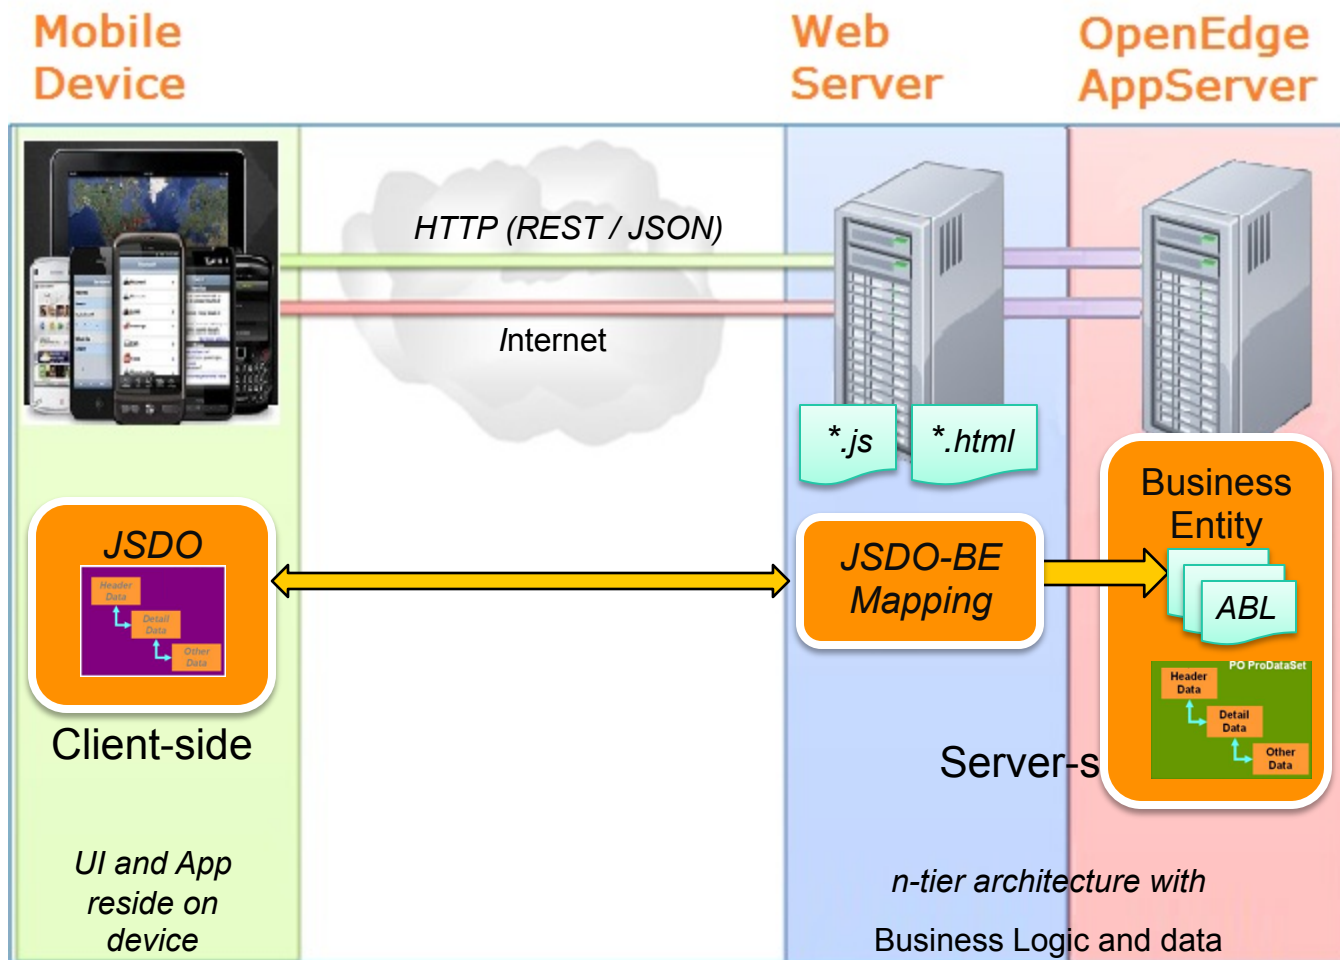 Mobile
Device
Web
Server
OpenEdge
AppServer
HTTP (REST / JSON)
Internet
*.js
*.html
JSDO
Header
Data
Detail
Data
Other
Data
Client-side
JSDO-BE
Mapping
Business
Entity
ABL
PO ProDataSet
Header
Data
Detail
Data
Other
Data
Server-s
UI and App
reside on
device
n-tier architecture with
Business Logic and data